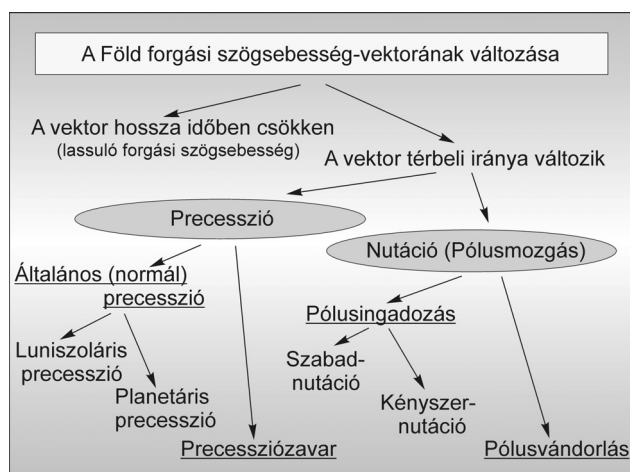 A Föld forgási szögsebesség-vektorának változása
A vektor hossza időben csökken
(lassuló forgási szögsebesség)
A vektor térbeli iránya változik
Precesszió
Nutáció (Pólusmozgás)
Általános (normál)
precesszió
Pólusingadozás
Luniszoláris
precesszió
Szabad-
nutáció
Planetáris
precesszió
Kényszer-
nutáció
Precessziózavar
Pólusvándorlás